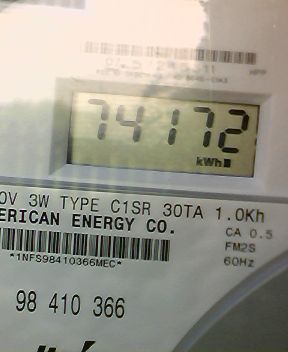 74172
kWh
0V 3W TYPE C1SR 30TA 1.0Kh
ERICAN ENERGY CO.
CA 0.5
FM2S
*1NFS98410366MEC*
60Hz
98 410 366